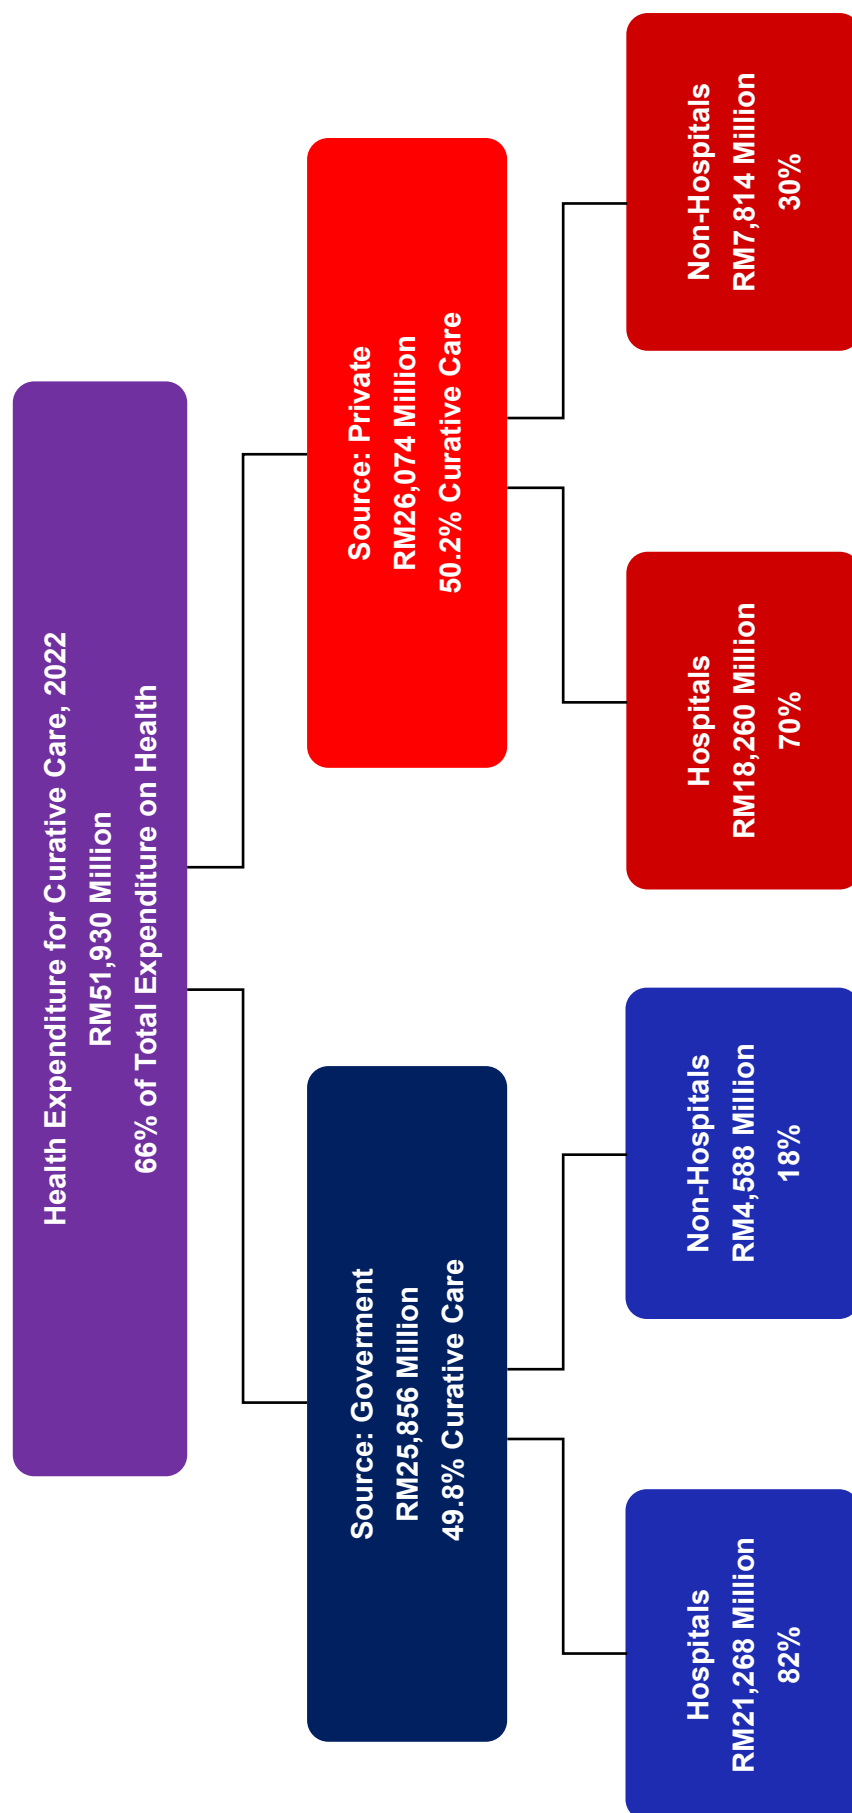 Health Expenditure for Curative Care, 2022
RM51,930 Million
66% of Total Expenditure on Health
Source: Goverment
RM25,856 Million
49.8% Curative Care
Source: Private
RM26,074 Million
50.2% Curative Care
Hospitals
RM21,268 Million
82%
Non-Hospitals
RM4,588 Million
18%
Hospitals
RM18,260 Million
70%
Non-Hospitals
RM7,814 Million
30%